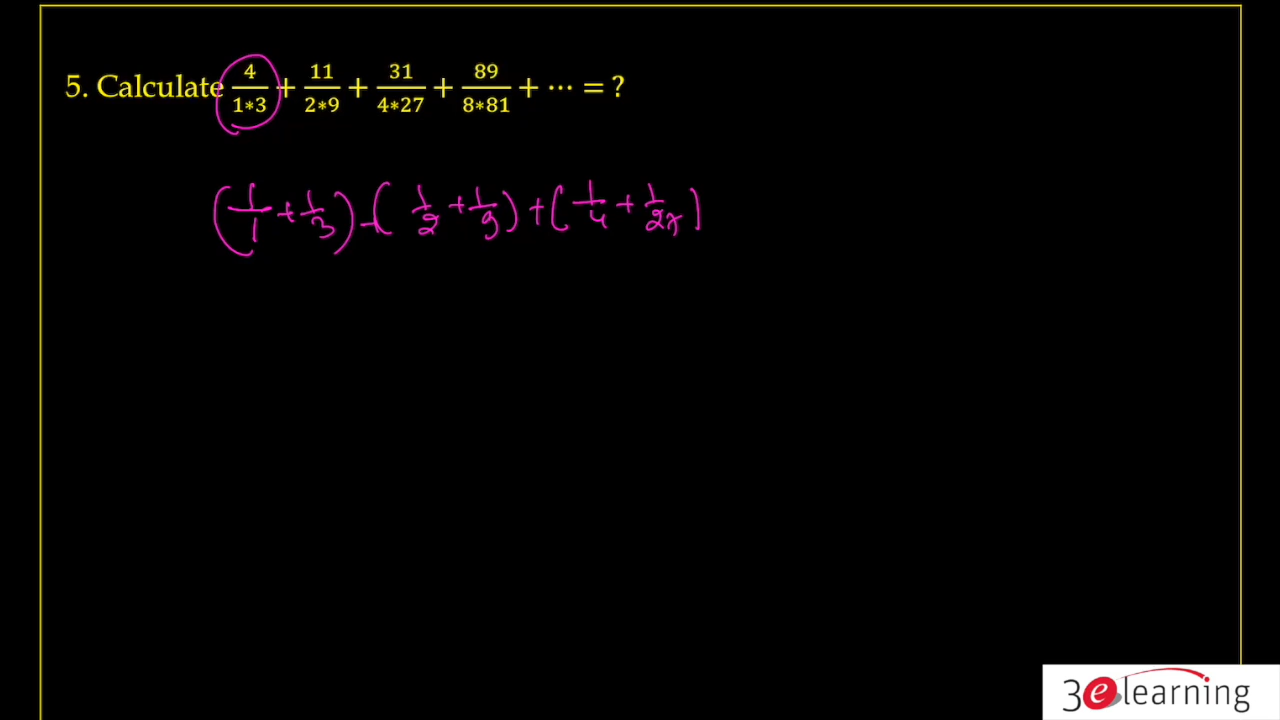 5. Calculate 4/(1*3) + 11/(2*9) + 31/(4*27) + 89/(8*81) + ⋯ = ?
(1/1 + 1/3) + (1/2 + 1/9) + (1/4 + 1/27)
3elearning